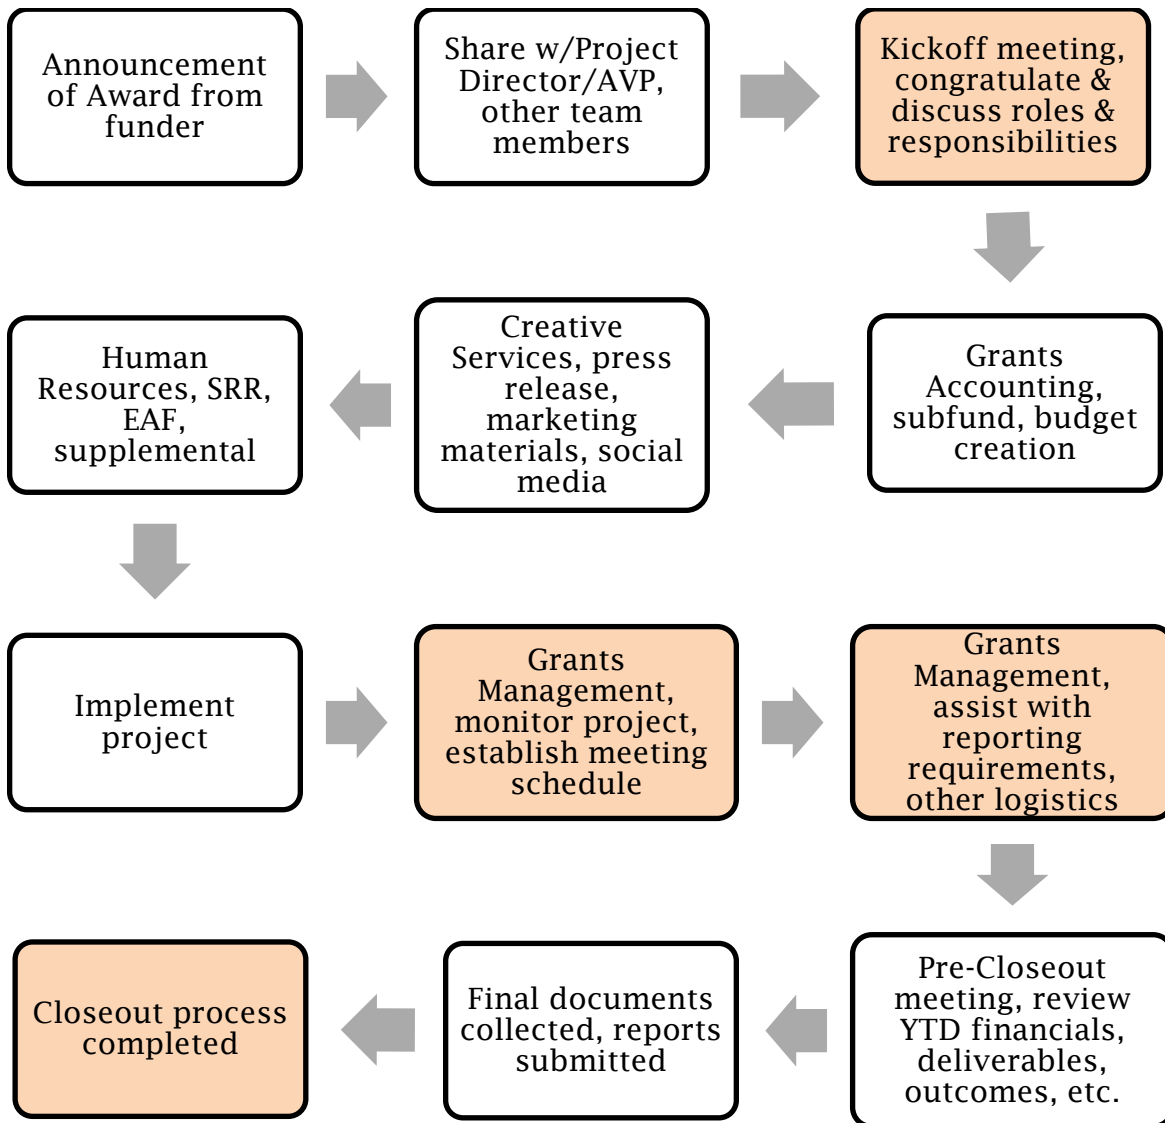 Announcement
of Award from
funder
Share w/Project
Director/AVP,
other team
members
Kickoff meeting,
congratulate &
discuss roles &
responsibilities
Grants
Accounting,
subfund, budget
creation
Creative
Services, press
release,
marketing
materials, social
media
Human
Resources, SRR,
EAF,
supplemental
Implement
project
Grants
Management,
monitor project,
establish meeting
schedule
Grants
Management,
assist with
reporting
requirements,
other logistics
Pre-Closeout
meeting, review
YTD financials,
deliverables,
outcomes, etc.
Final documents
collected, reports
submitted
Closeout process
completed